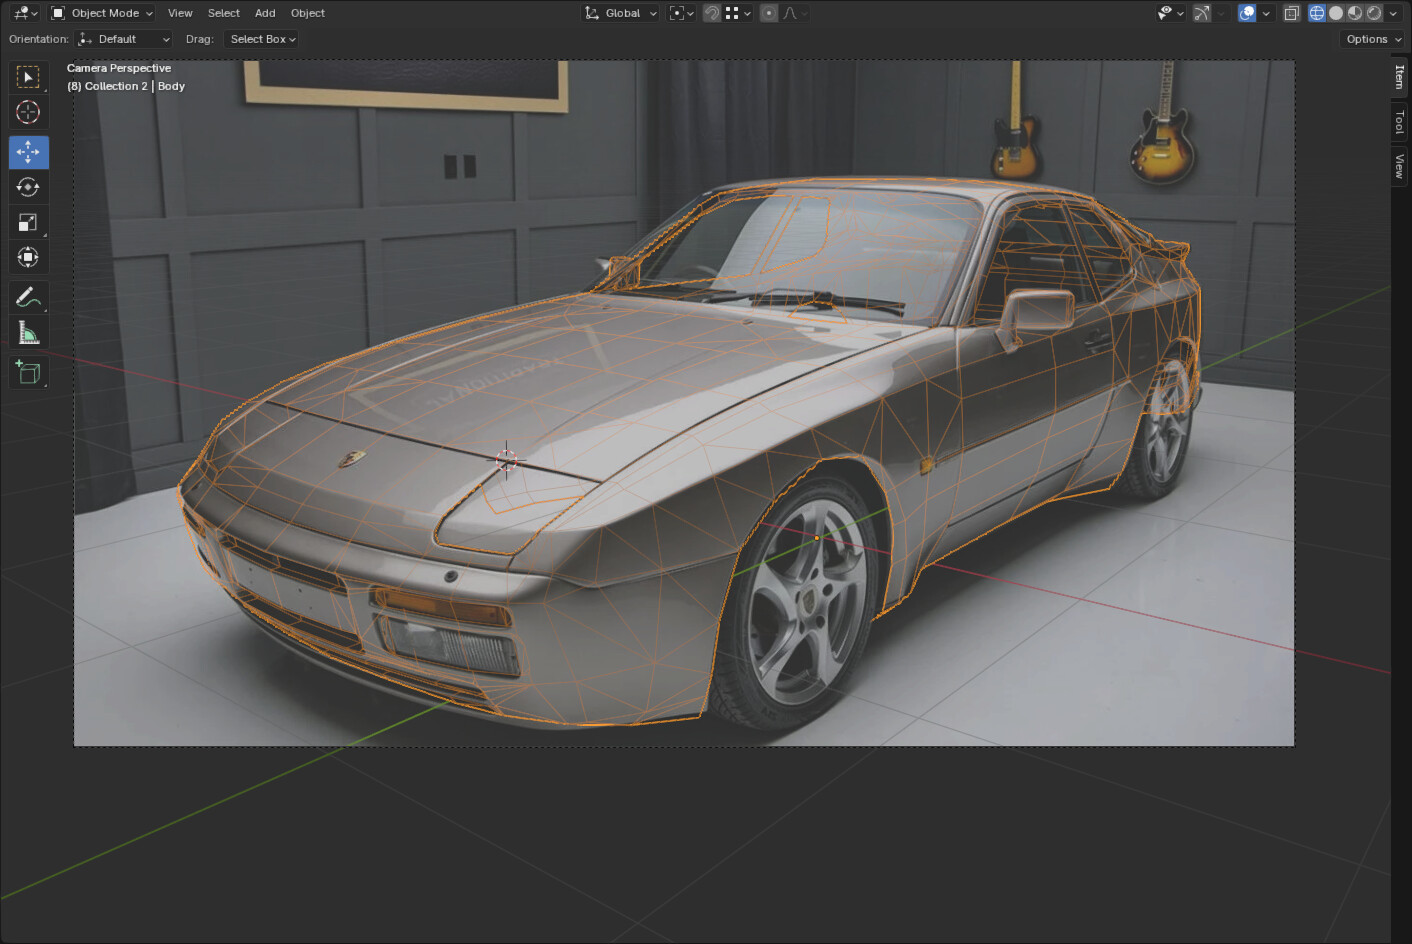 Object Mode View Select Add Object Global
Orientation: Default Drag: Select Box Options
Camera Perspective
(8) Collection 2 | Body
Item
Tool
View
TRADITION